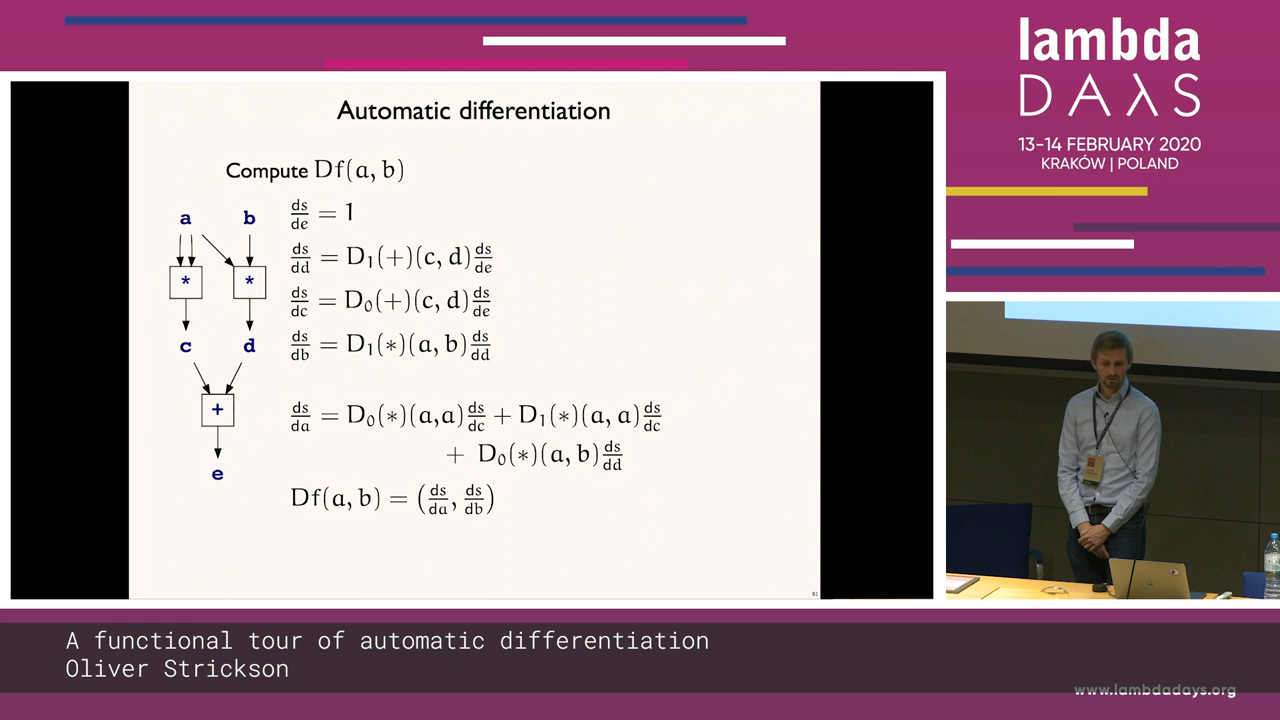 lambda
DAλS
13-14 FEBRUARY 2020
KRAKÓW | POLAND
Automatic differentiation
Compute Df(a, b)
a b
* *
c d
+
e
ds/de = 1
ds/dd = D₁(+)(c, d) ds/de
ds/dc = D₀(+)(c, d) ds/de
ds/db = D₁(*)(a, b) ds/dd
ds/da = D₀(*)(a,a) ds/dc + D₁(*)(a, a) ds/dc
+ D₀(*)(a, b) ds/dd
Df(a, b) = (ds/da, ds/db)
61
A functional tour of automatic differentiation
Oliver Strickson
www.lambdadays.org